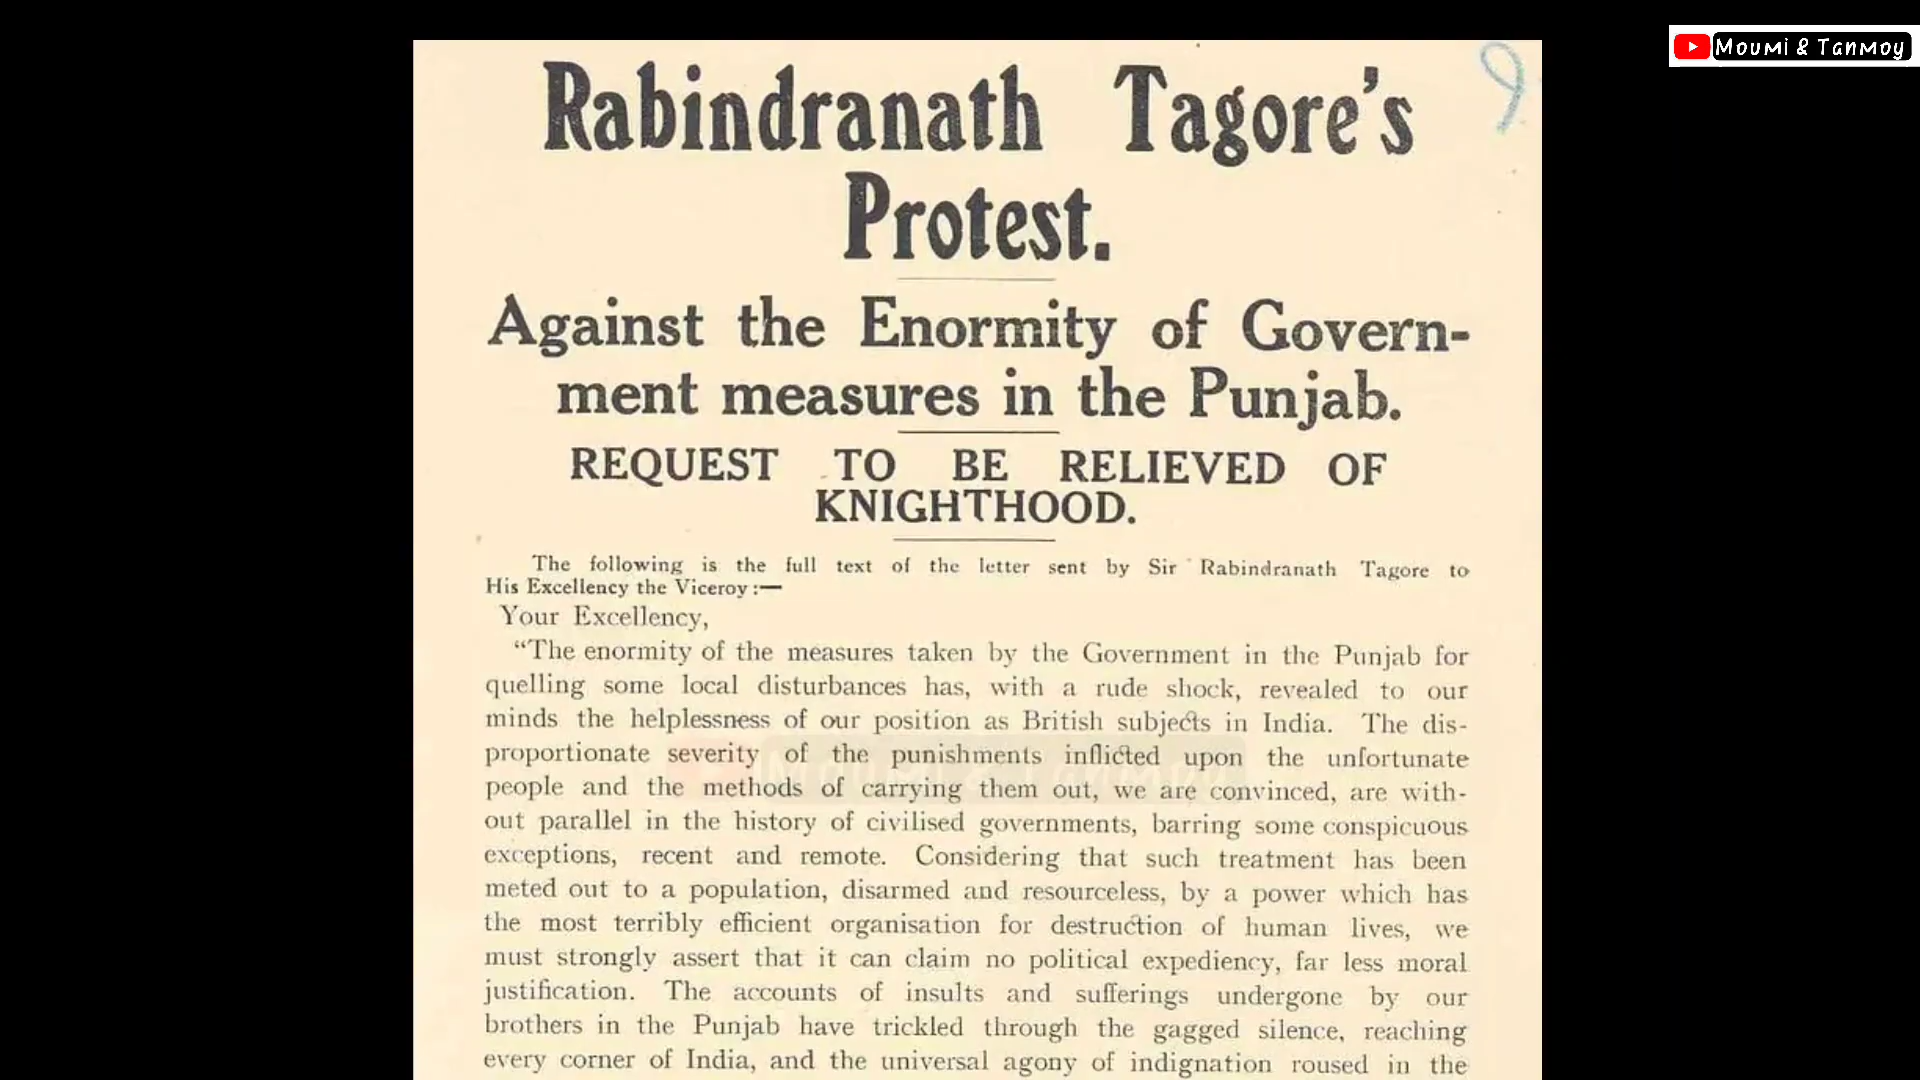 Moumi & Tanmoy
Rabindranath Tagore's
Protest.
Against the Enormity of Govern-
ment measures in the Punjab.
REQUEST TO BE RELIEVED OF
KNIGHTHOOD.
The following is the full text of the letter sent by Sir Rabindranath Tagore to
His Excellency the Viceroy :—
Your Excellency,
“The enormity of the measures taken by the Government in the Punjab for
quelling some local disturbances has, with a rude shock, revealed to our
minds the helplessness of our position as British subjects in India. The dis-
proportionate severity of the punishments inflicted upon the unfortunate
people and the methods of carrying them out, we are convinced, are with-
out parallel in the history of civilised governments, barring some conspicuous
exceptions, recent and remote. Considering that such treatment has been
meted out to a population, disarmed and resourceless, by a power which has
the most terribly efficient organisation for destruction of human lives, we
must strongly assert that it can claim no political expediency, far less moral
justification. The accounts of insults and sufferings undergone by our
brothers in the Punjab have trickled through the gagged silence, reaching
every corner of India, and the universal agony of indignation roused in the
Moumi & Tanmoy